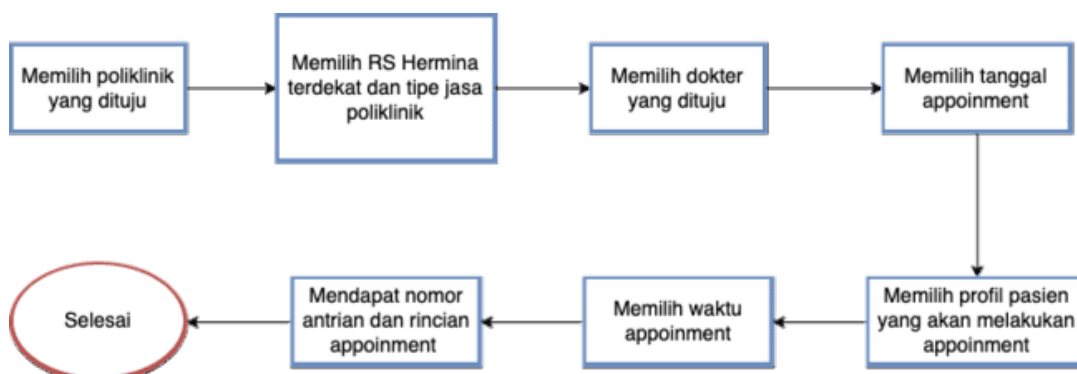 Memilih poliklinik
yang dituju
Memilih RS Hermina
terdekat dan tipe jasa
poliklinik
Memilih dokter
yang dituju
Memilih tanggal
appoinment
Memilih profil pasien
yang akan melakukan
appoinment
Memilih waktu
appoinment
Mendapat nomor
antrian dan rincian
appoinment
Selesai